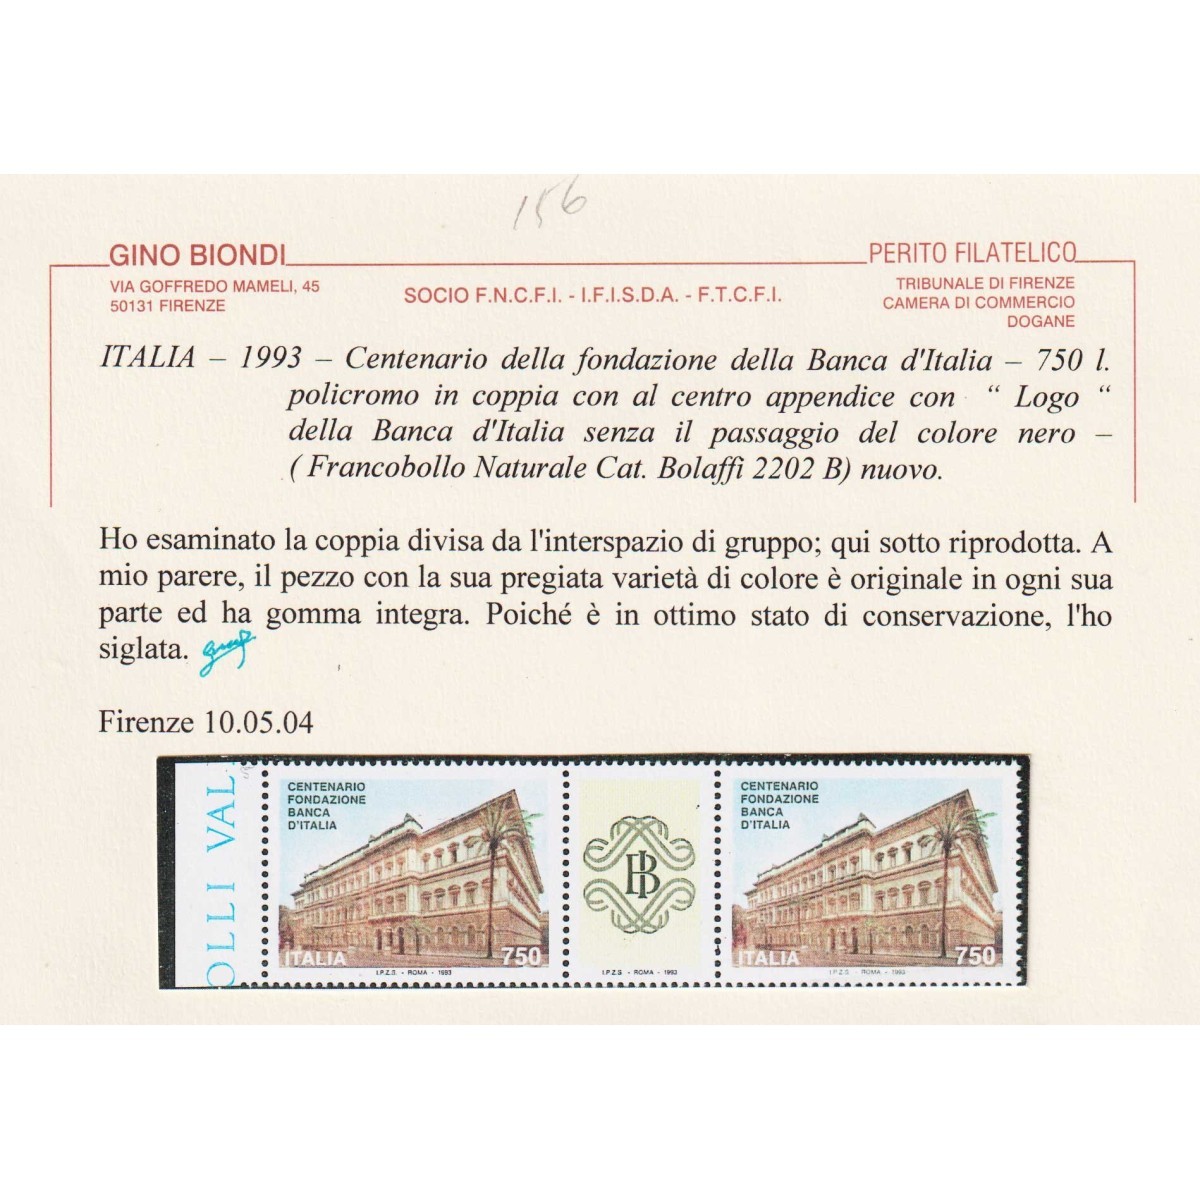 156
GINO BIONDI
PERITO FILATELICO
VIA GOFFREDO MAMELI, 45
50131 FIRENZE
SOCIO F.N.C.F.I. - I.F.I.S.D.A. - F.T.C.F.I.
TRIBUNALE DI FIRENZE
CAMERA DI COMMERCIO
DOGANE
ITALIA – 1993 – Centenario della fondazione della Banca d'Italia – 750 l.
policromo in coppia con al centro appendice con “ Logo “
della Banca d'Italia senza il passaggio del colore nero –
( Francobollo Naturale Cat. Bolaffi 2202 B) nuovo.
Ho esaminato la coppia divisa da l'interspazio di gruppo; qui sotto riprodotta. A
mio parere, il pezzo con la sua pregiata varietà di colore è originale in ogni sua
parte ed ha gomma integra. Poiché è in ottimo stato di conservazione, l'ho
siglata.
Firenze 10.05.04
OLLI VAL
CENTENARIO
FONDAZIONE
BANCA
D'ITALIA
ITALIA 750
I.P.Z.S. - ROMA - 1993
BI
I.P.Z.S. - ROMA - 1993
CENTENARIO
FONDAZIONE
BANCA
D'ITALIA
ITALIA 750
I.P.Z.S. - ROMA - 1993